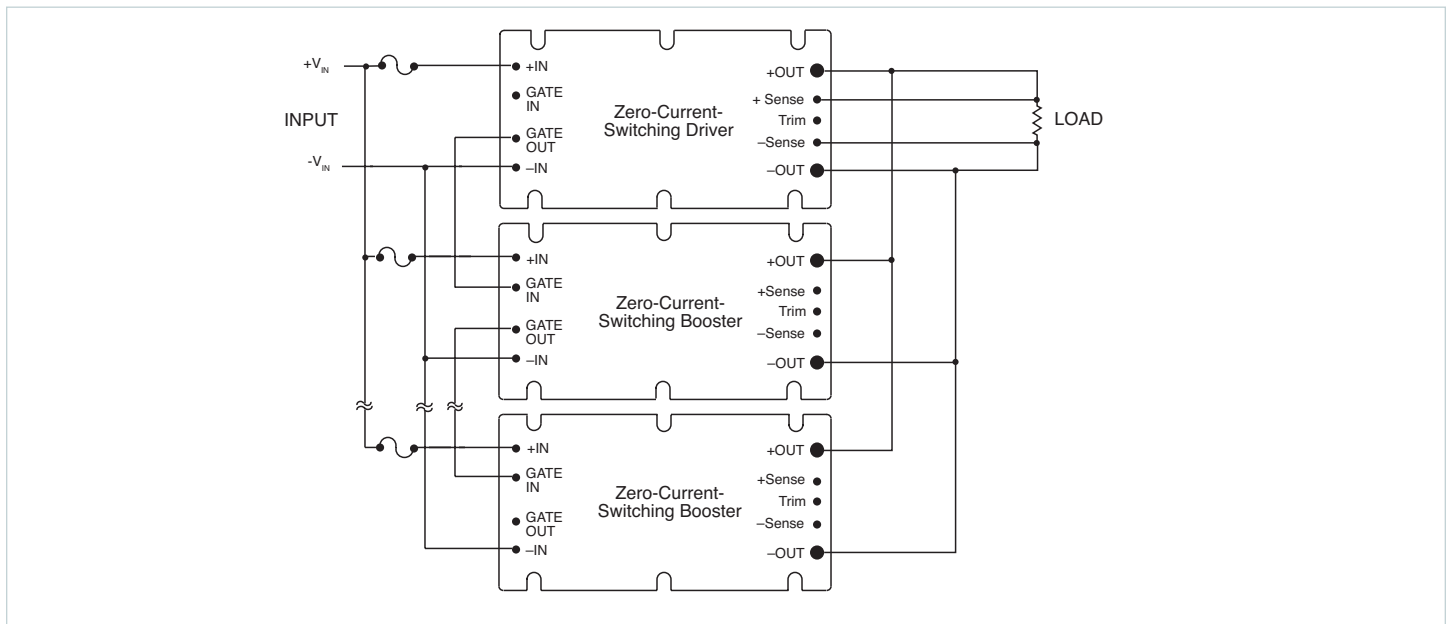 +VIN
INPUT
-VIN
+IN
GATE
IN
GATE
OUT
–IN
Zero-Current-
Switching Driver
+OUT
+ Sense
Trim
–Sense
–OUT
LOAD
+IN
GATE
IN
GATE
OUT
–IN
Zero-Current-
Switching Booster
+OUT
+Sense
Trim
–Sense
–OUT
+IN
GATE
IN
GATE
OUT
–IN
Zero-Current-
Switching Booster
+OUT
+Sense
Trim
–Sense
–OUT